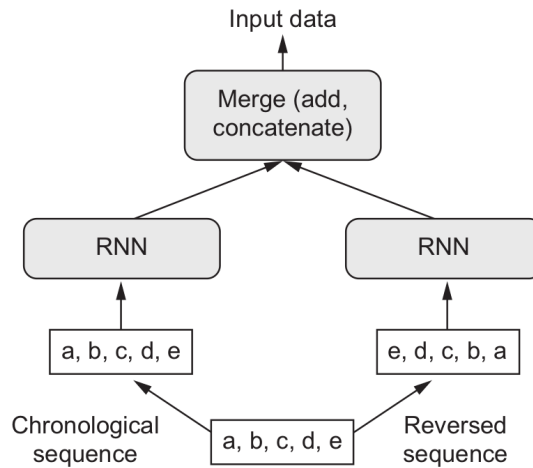 Input data
Merge (add,
concatenate)
RNN
RNN
a, b, c, d, e
e, d, c, b, a
Chronological
sequence
a, b, c, d, e
Reversed
sequence